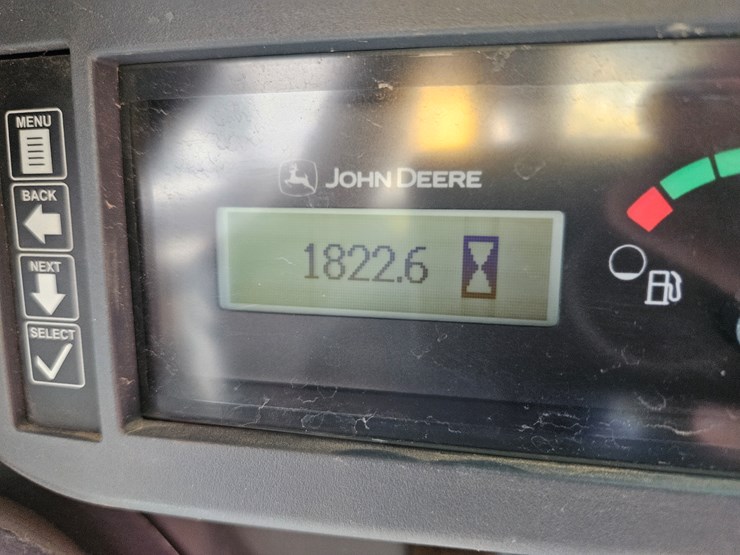 MENU
BACK
NEXT
SELECT
JOHN DEERE
1822.6